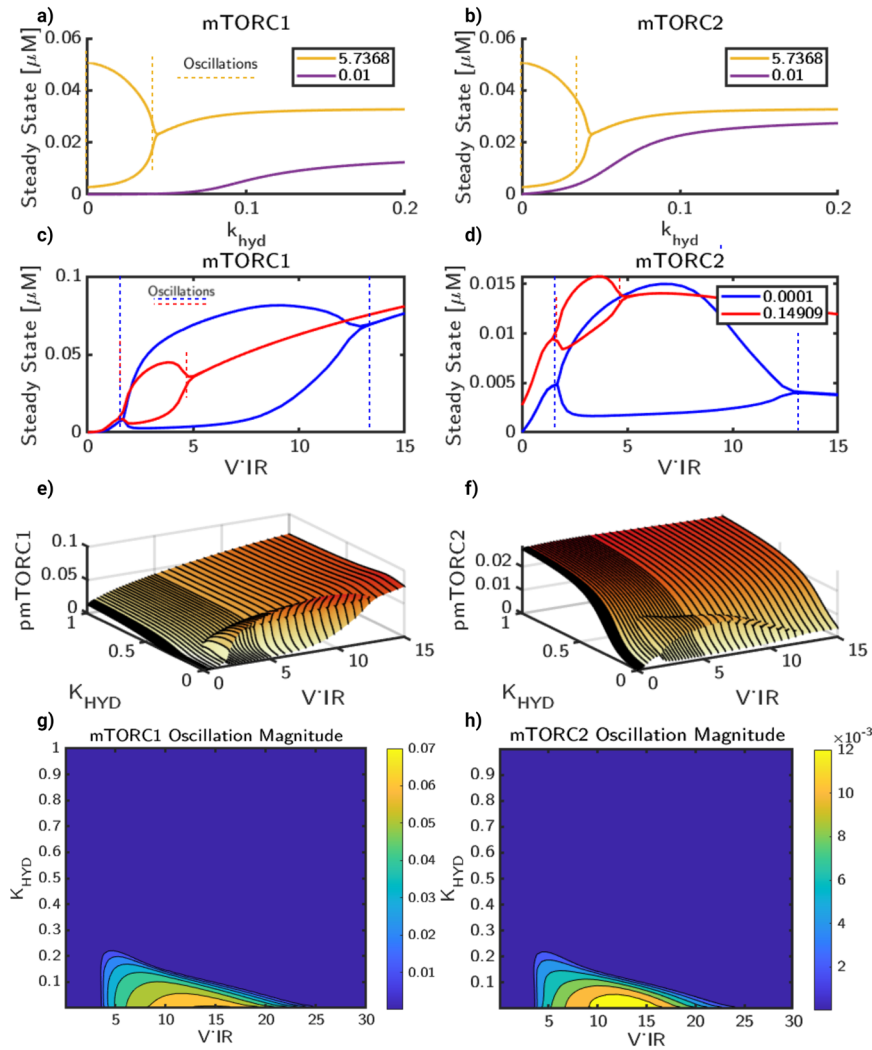 a)
mTORC1
Steady State [μM]
0.06
0.04
0.02
0
Oscillations
5.7368
0.01
0
0.1
0.2
k_hyd
b)
mTORC2
Steady State [μM]
0.06
0.04
0.02
0
5.7368
0.01
0
0.1
0.2
k_hyd
c)
mTORC1
Steady State [μM]
0.1
0.05
0
Oscillations
0
5
10
15
V*IR
d)
mTORC2
Steady State [μM]
0.015
0.01
0.005
0
0.0001
0.14909
0
5
10
15
V*IR
e)
pmTORC1
0.1
0.05
0
1
0.5
0
K_HYD
0
5
10
15
V*IR
f)
pmTORC2
0.02
0.01
0
1
0.5
0
K_HYD
0
5
10
15
V*IR
g)
mTORC1 Oscillation Magnitude
K_HYD
1
0.9
0.8
0.7
0.6
0.5
0.4
0.3
0.2
0.1
5
10
15
20
25
30
V*IR
0.07
0.06
0.05
0.04
0.03
0.02
0.01
h)
mTORC2 Oscillation Magnitude
K_HYD
0.9
0.8
0.7
0.6
0.5
0.4
0.3
0.2
0.1
5
10
15
20
25
30
V*IR
×10⁻³
12
10
8
6
4
2